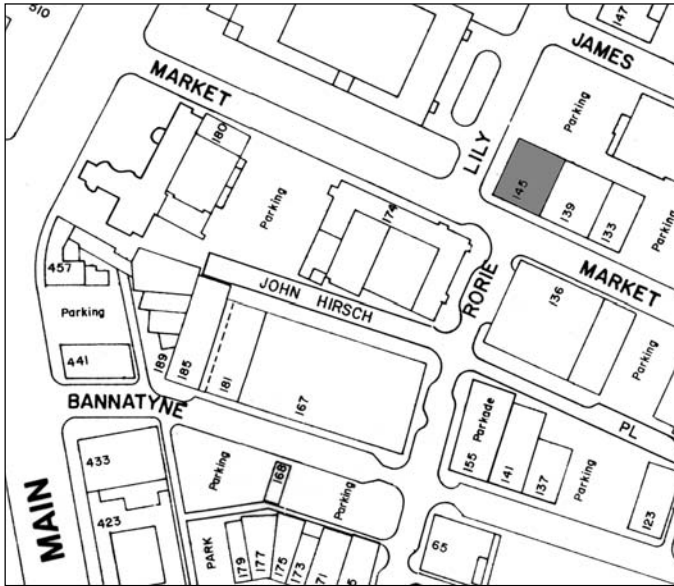 510
147
JAMES
MARKET
Parking
180
LILY
145
139
133
Parking
Parking
174
457
JOHN HIRSCH
RORIE
MARKET
136
Parking
Parking
441
189
185
181
167
BANNATYNE
PL
Parkade
155
141
137
Parking
123
433
Parking
168
Parking
423
MAIN
PARK
179
177
175
173
71
65